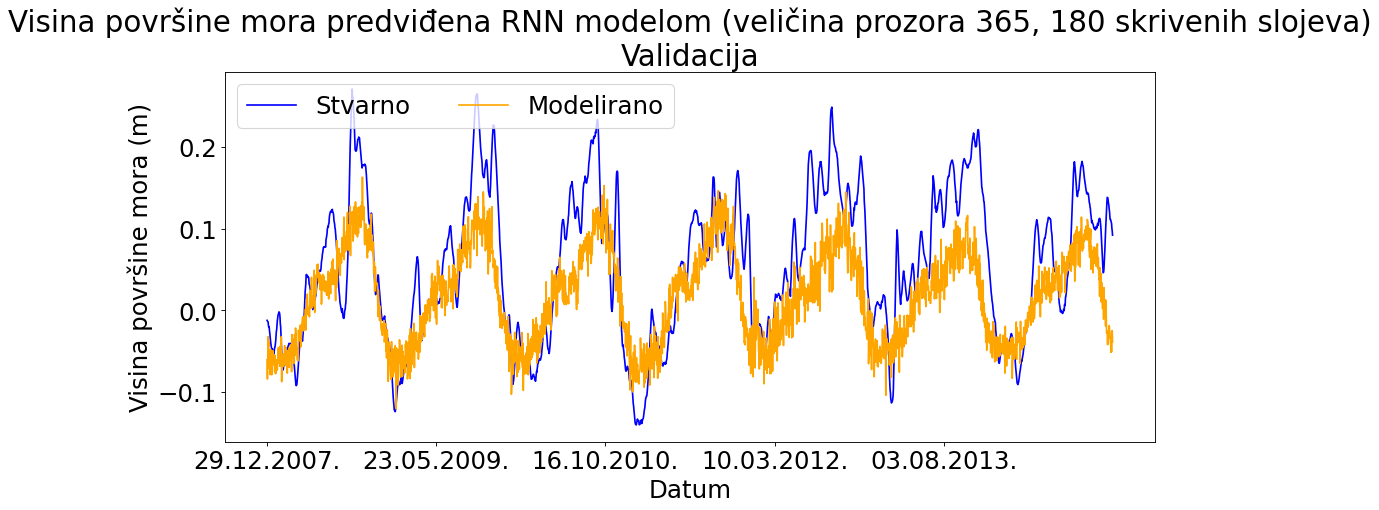 Visina površine mora predviđena RNN modelom (veličina prozora 365, 180 skrivenih slojeva)
Validacija
Stvarno
Modelirano
Visina površine mora (m)
0.2
0.1
0.0
−0.1
29.12.2007.
23.05.2009.
16.10.2010.
10.03.2012.
03.08.2013.
Datum